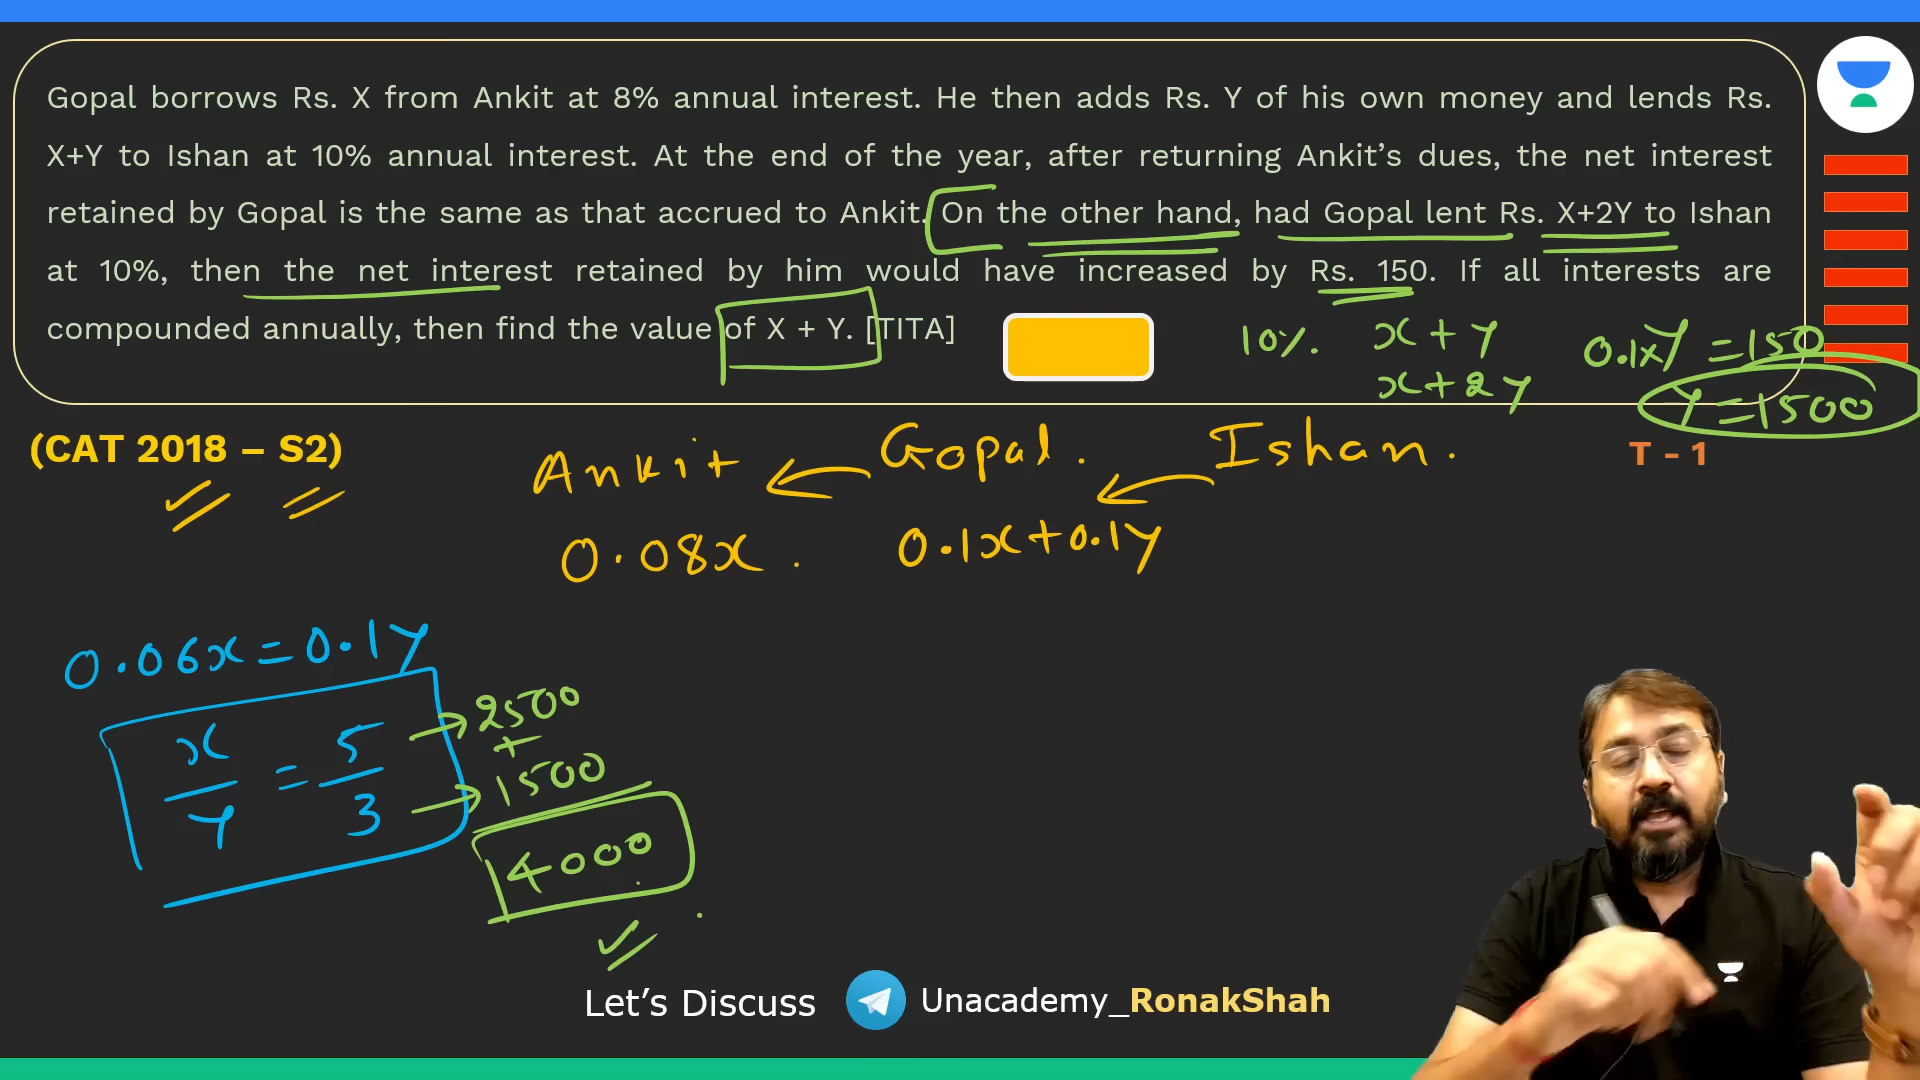 Gopal borrows Rs. X from Ankit at 8% annual interest. He then adds Rs. Y of his own money and lends Rs.
X+Y to Ishan at 10% annual interest. At the end of the year, after returning Ankit's dues, the net interest
retained by Gopal is the same as that accrued to Ankit. On the other hand, had Gopal lent Rs. X+2Y to Ishan
at 10%, then the net interest retained by him would have increased by Rs. 150. If all interests are
compounded annually, then find the value of X + Y. [TITA]
10%. x + y
x + 2y
0.1xy = 150
y = 1500
(CAT 2018 – S2)
T - 1
Ankit Gopal. Ishan.
0.08x. 0.1x+0.1y
0.06x = 0.1y
x/y = 5/3
2500
+
1500
4000
Let's Discuss
Unacademy_RonakShah